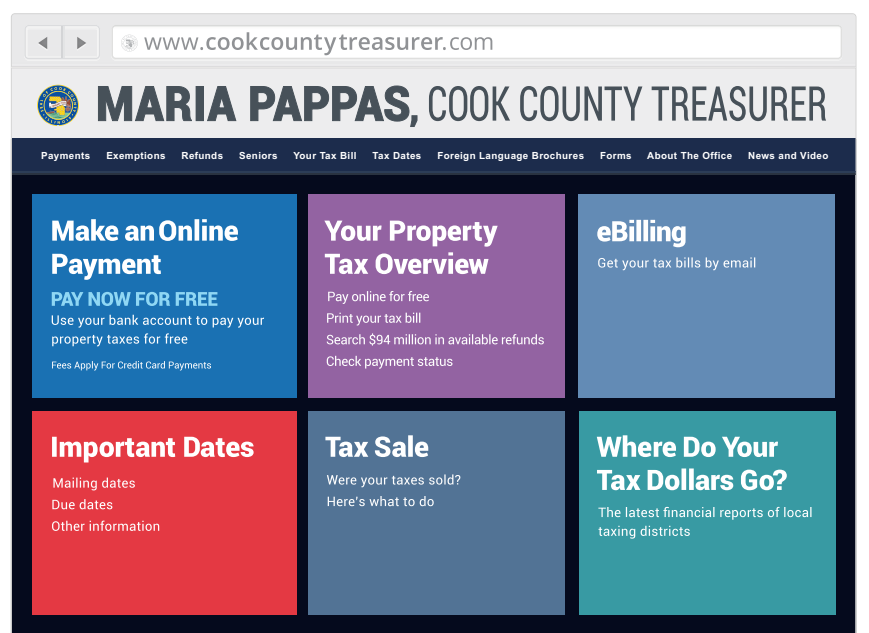 www.cookcountytreasurer.com
MARIA PAPPAS, COOK COUNTY TREASURER
Payments Exemptions Refunds Seniors Your Tax Bill Tax Dates Foreign Language Brochures Forms About The Office News and Video
Make an Online
Payment
PAY NOW FOR FREE
Use your bank account to pay your
property taxes for free
Fees Apply For Credit Card Payments
Your Property
Tax Overview
Pay online for free
Print your tax bill
Search $94 million in available refunds
Check payment status
eBilling
Get your tax bills by email
Important Dates
Mailing dates
Due dates
Other information
Tax Sale
Were your taxes sold?
Here's what to do
Where Do Your
Tax Dollars Go?
The latest financial reports of local
taxing districts